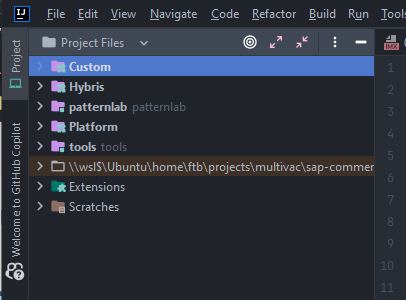 IJ File Edit View Navigate Code Refactor Build Run
Project
Project Files
IMX
Custom
Hybris
patternlab patternlab
Platform
tools tools
\\wsl$\Ubuntu\home\ftb\projects\multivac\sap-commer
Extensions
Scratches
Welcome to GitHub Copilot
1
2
3
4
5
6
7
8
9
10
11